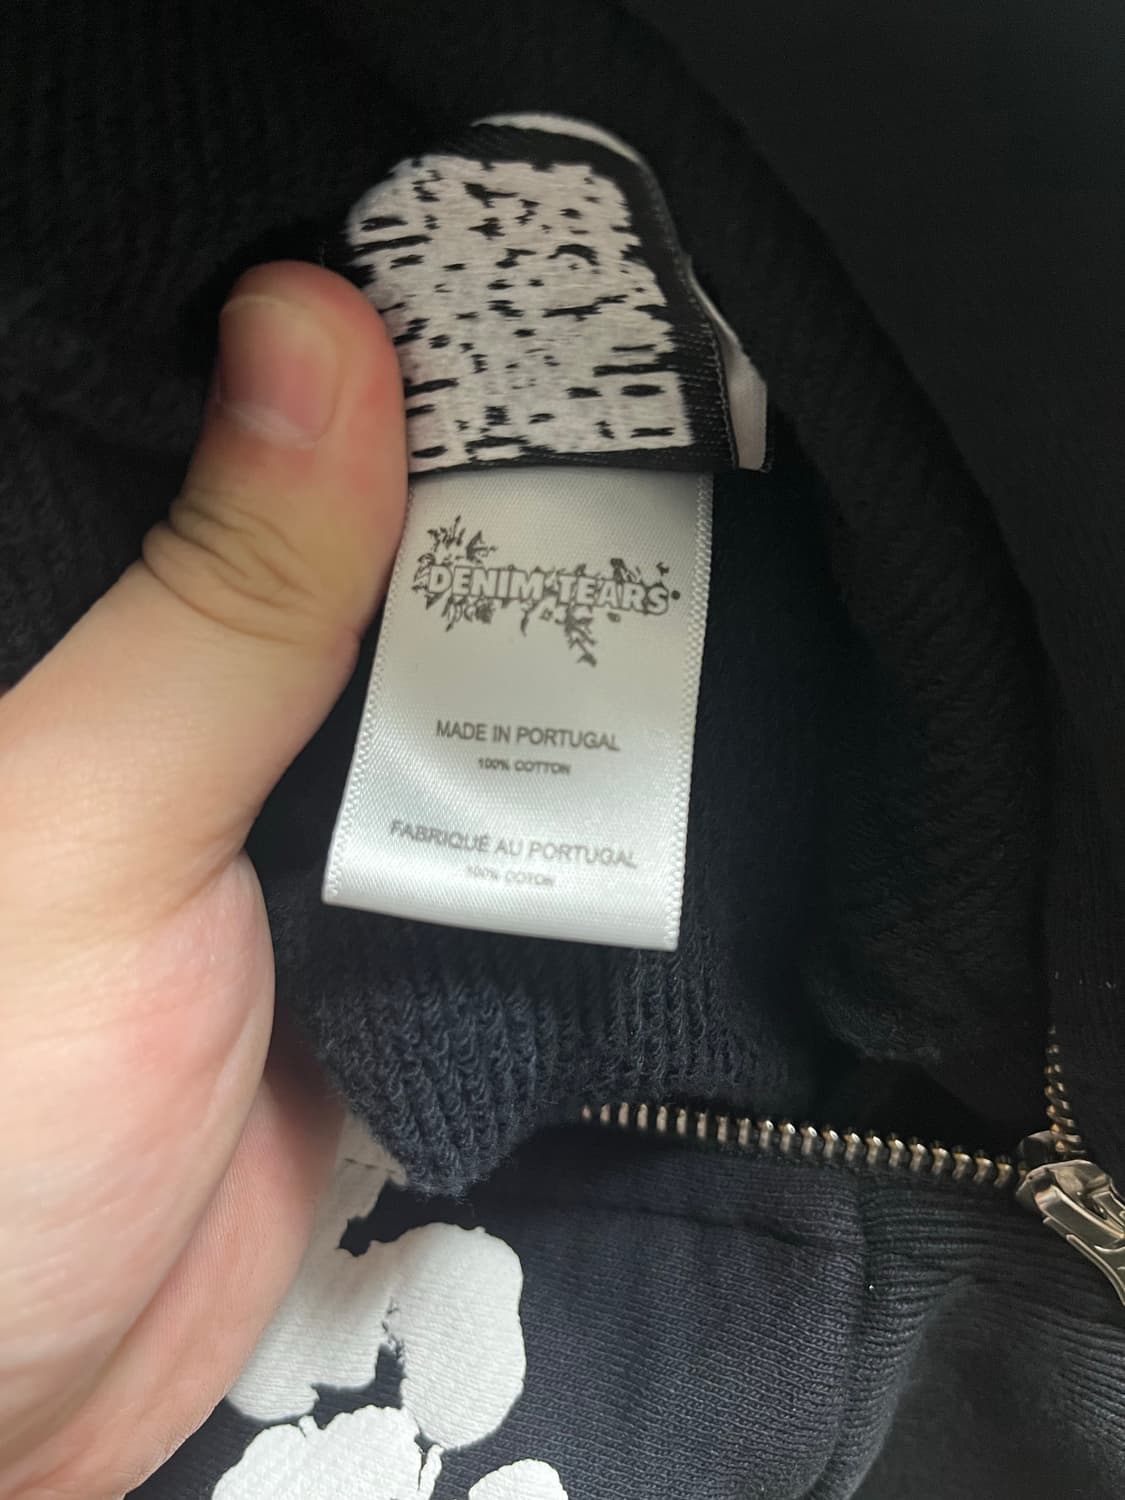 DENIM TEARS
MADE IN PORTUGAL
100% COTTON
FABRIQUÉ AU PORTUGAL
100% COTON